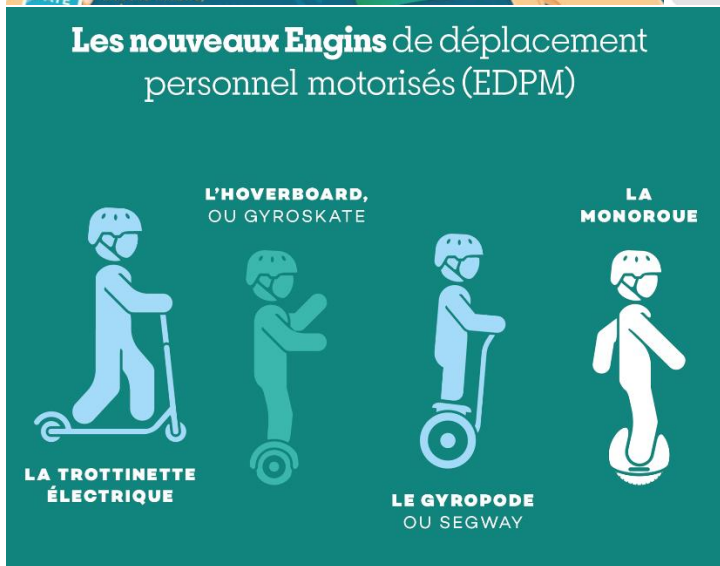 Les nouveaux Engins de déplacement
personnel motorisés (EDPM)
L'HOVERBOARD,
OU GYROSKATE
LA
MONOROUE
LA TROTTINETTE
ÉLECTRIQUE
LE GYROPODE
OU SEGWAY